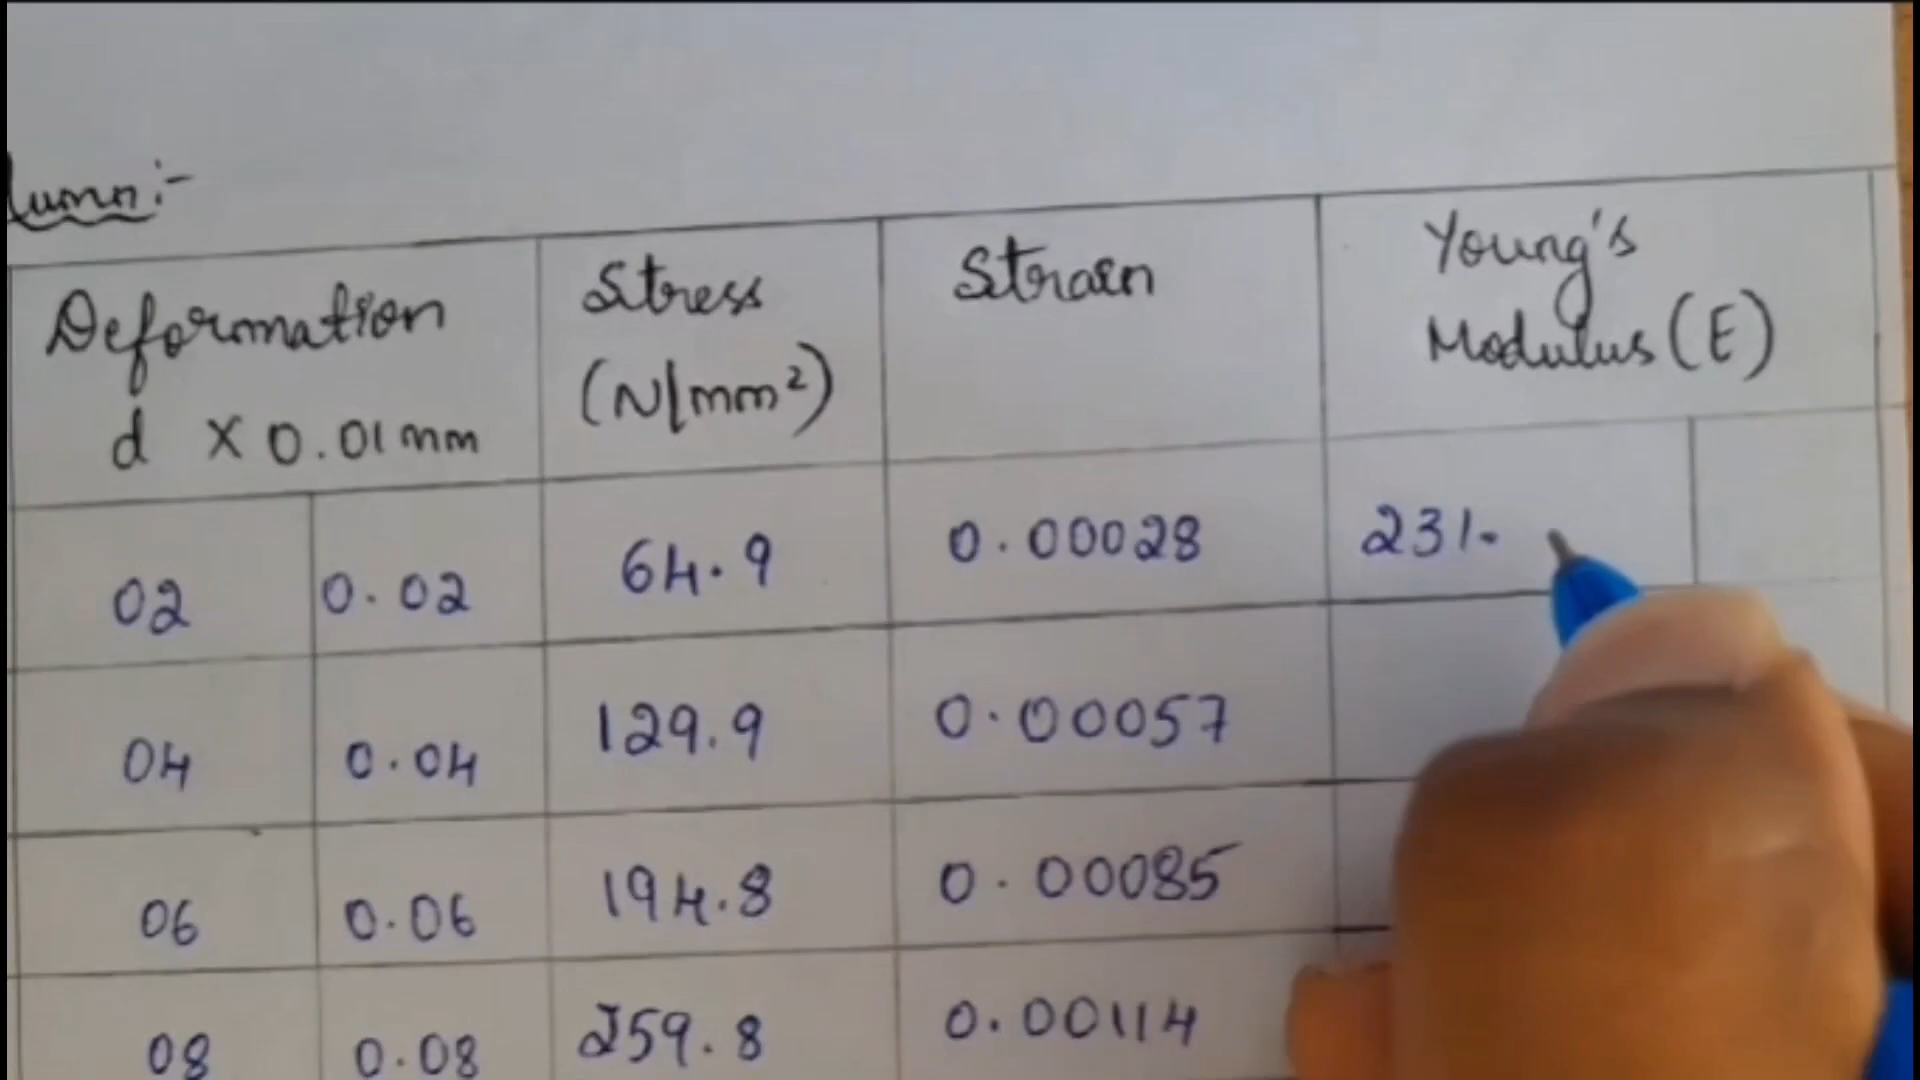 lumn:-
Deformation
d X 0.01mm
Stress
(N/mm²)
Strain
Young's
Modulus (E)
02 0.02 64.9 0.00028 231.
04 0.04 129.9 0.00057
06 0.06 194.8 0.00085
08 0.08 259.8 0.00114